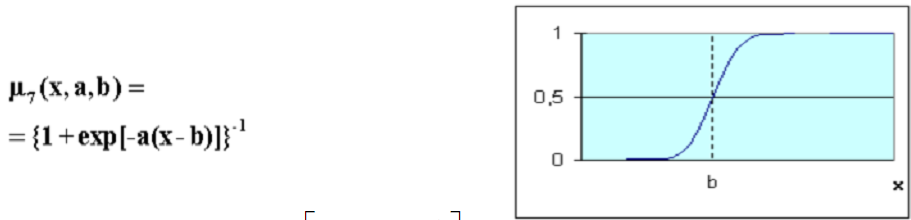 μ₇(x,a,b) =
= {1+exp[-a(x-b)]}⁻¹
1
0,5
0
b
x